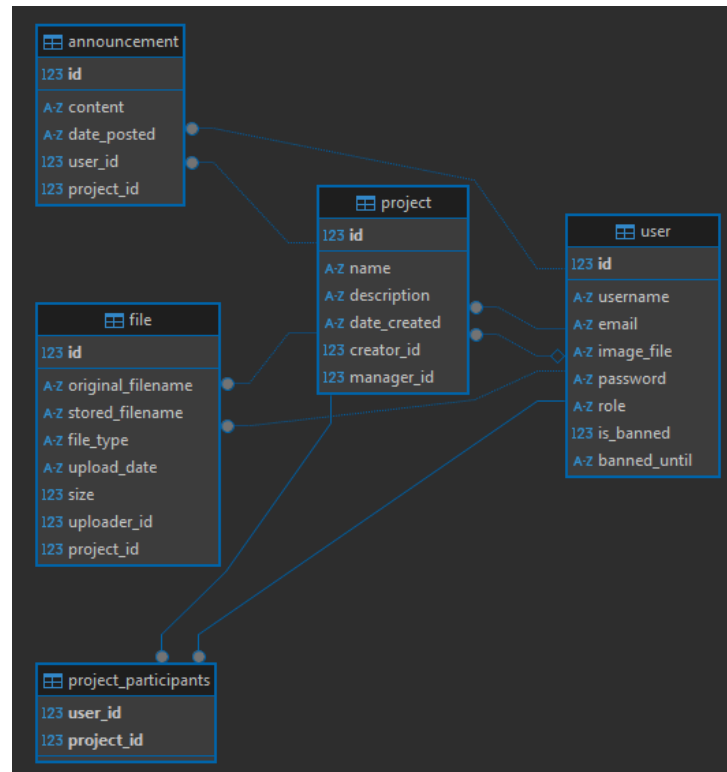 announcement
123 id
A-Z content
A-Z date_posted
123 user_id
123 project_id
project
123 id
A-Z name
A-Z description
A-Z date_created
123 creator_id
123 manager_id
user
123 id
A-Z username
A-Z email
A-Z image_file
A-Z password
A-Z role
123 is_banned
A-Z banned_until
file
123 id
A-Z original_filename
A-Z stored_filename
A-Z file_type
A-Z upload_date
123 size
123 uploader_id
123 project_id
project_participants
123 user_id
123 project_id